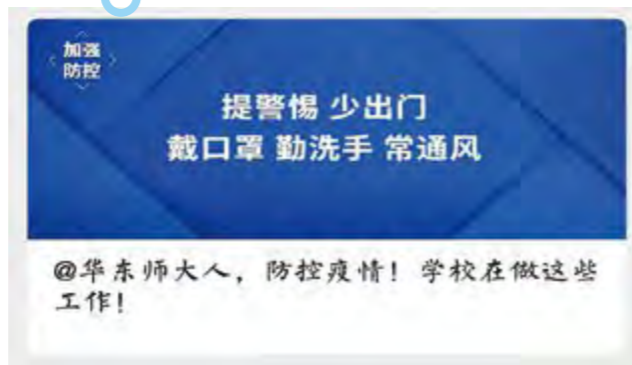 加强
防控
提警惕 少出门
戴口罩 勤洗手 常通风
@华东师大人，防控疫情！学校在做这些
工作！